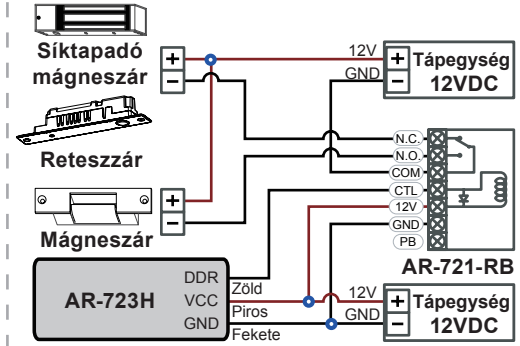 Síktapadó
mágneszár
+
−
12V
GND
+
−
Tápegység
12VDC
Reteszzár
N.C.
N.O.
COM
CTL
12V
GND
PB
AR-721-RB
+
−
Mágneszár
AR-723H
DDR
VCC
GND
Zöld
Piros
Fekete
12V
GND
+
−
Tápegység
12VDC